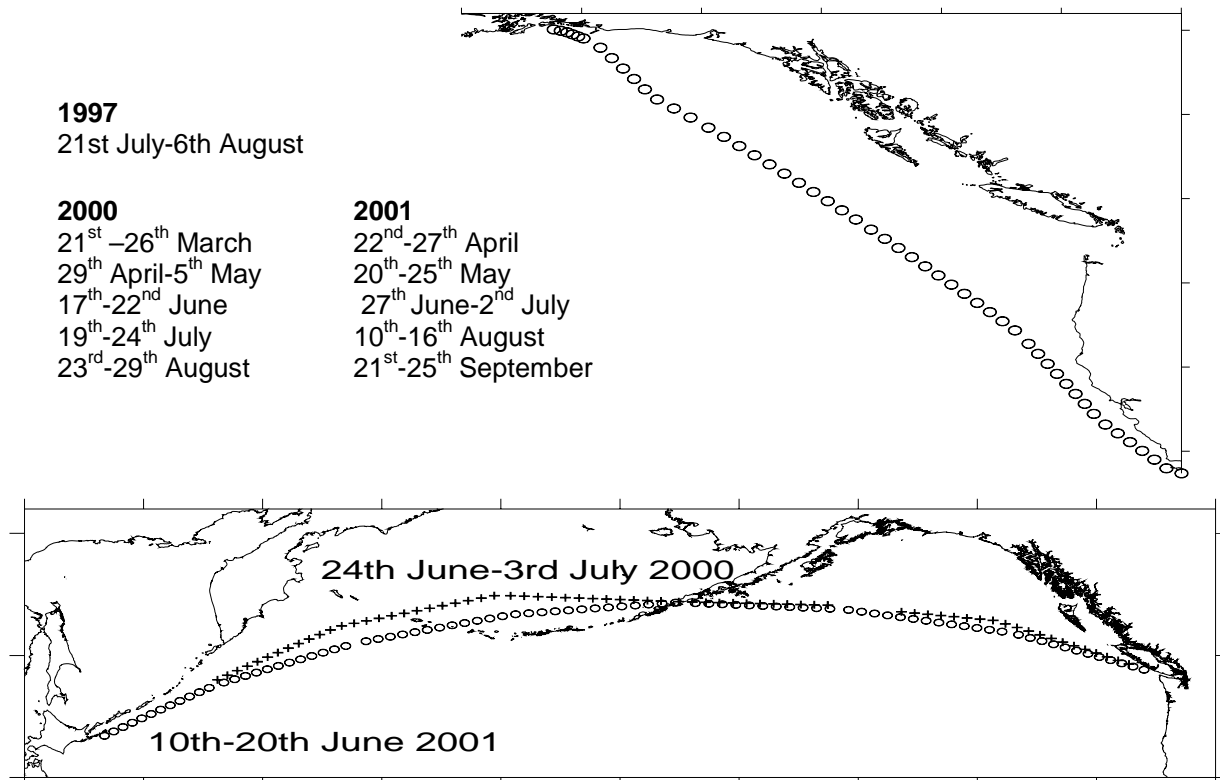 1997
21st July-6th August
2000
21st –26th March
29th April-5th May
17th-22nd June
19th-24th July
23rd-29th August
2001
22nd-27th April
20th-25th May
27th June-2nd July
10th-16th August
21st-25th September
24th June-3rd July 2000
10th-20th June 2001